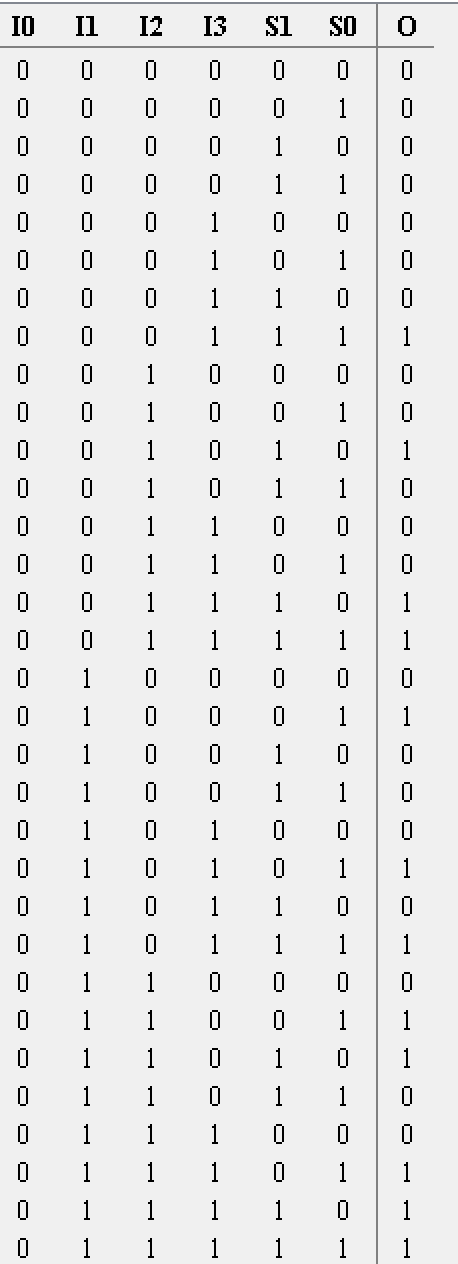 I0 I1 I2 I3 S1 S0 O
0 0 0 0 0 0 0
0 0 0 0 0 1 0
0 0 0 0 1 0 0
0 0 0 0 1 1 0
0 0 0 1 0 0 0
0 0 0 1 0 1 0
0 0 0 1 1 0 0
0 0 0 1 1 1 1
0 0 1 0 0 0 0
0 0 1 0 0 1 0
0 0 1 0 1 0 1
0 0 1 0 1 1 0
0 0 1 1 0 0 0
0 0 1 1 0 1 0
0 0 1 1 1 0 1
0 0 1 1 1 1 1
0 1 0 0 0 0 0
0 1 0 0 0 1 1
0 1 0 0 1 0 0
0 1 0 0 1 1 0
0 1 0 1 0 0 0
0 1 0 1 0 1 1
0 1 0 1 1 0 0
0 1 0 1 1 1 1
0 1 1 0 0 0 0
0 1 1 0 0 1 1
0 1 1 0 1 0 1
0 1 1 0 1 1 0
0 1 1 1 0 0 0
0 1 1 1 0 1 1
0 1 1 1 1 0 1
0 1 1 1 1 1 1